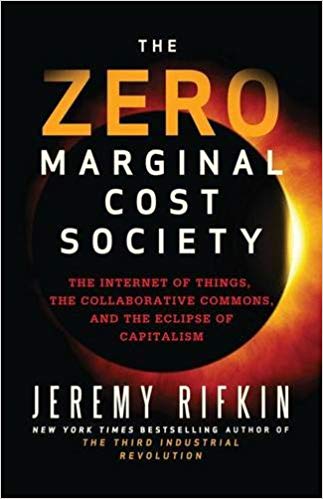 THE
ZERO
MARGINAL
COST
SOCIETY
THE INTERNET OF THINGS,
THE COLLABORATIVE COMMONS,
AND THE ECLIPSE OF
CAPITALISM
JEREMY RIFKIN
NEW YORK TIMES BESTSELLING AUTHOR OF
THE THIRD INDUSTRIAL
REVOLUTION